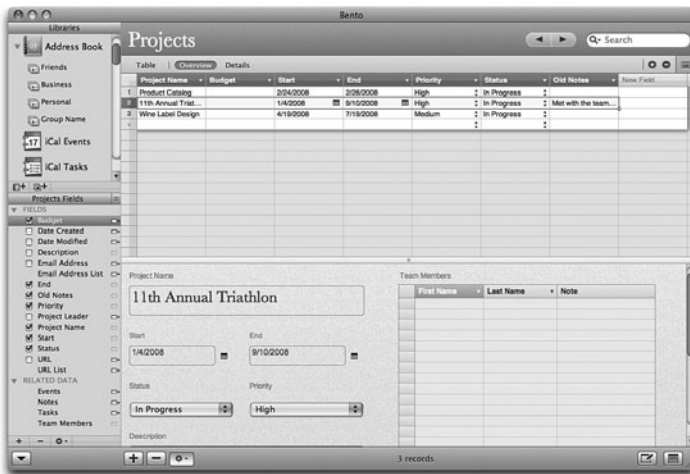 Bento
Libraries
Address Book
Friends
Business
Personal
Group Name
17 iCal Events
iCal Tasks
Projects Fields
FIELDS
Budget
Date Created
Date Modified
Description
Email Address
Email Address List
End
Old Notes
Priority
Project Leader
Project Name
Start
Status
URL
URL List
RELATED DATA
Events
Notes
Tasks
Team Members
Projects
Search
Table Overview Details
Project Name Budget Start End Priority Status Old Notes New Field
1 Product Catalog 2/24/2008 2/28/2008 High In Progress
2 11th Annual Triat... 1/4/2008 9/10/2008 High In Progress Met with the team...
3 Wine Label Design 4/19/2008 7/19/2008 Medium In Progress
Project Name
11th Annual Triathlon
Start End
1/4/2008 9/10/2008
Status Priority
In Progress High
Description
Team Members
First Name Last Name Note
3 records